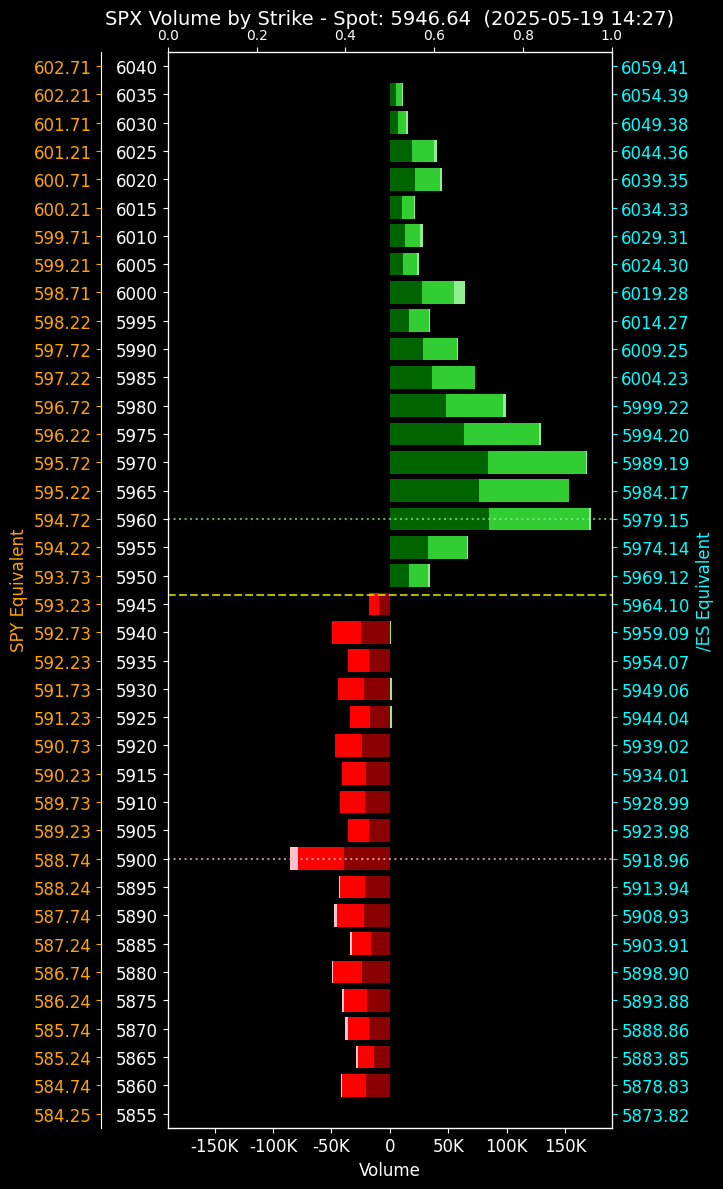 SPX Volume by Strike - Spot: 5946.64  (2025-05-19 14:27)
0.0 0.2 0.4 0.6 0.8 1.0
602.71 6040 6059.41
602.21 6035 6054.39
601.71 6030 6049.38
601.21 6025 6044.36
600.71 6020 6039.35
600.21 6015 6034.33
599.71 6010 6029.31
599.21 6005 6024.30
598.71 6000 6019.28
598.22 5995 6014.27
597.72 5990 6009.25
597.22 5985 6004.23
596.72 5980 5999.22
596.22 5975 5994.20
595.72 5970 5989.19
595.22 5965 5984.17
594.72 5960 5979.15
594.22 5955 5974.14
593.73 5950 5969.12
593.23 5945 5964.10
592.73 5940 5959.09
592.23 5935 5954.07
591.73 5930 5949.06
591.23 5925 5944.04
590.73 5920 5939.02
590.23 5915 5934.01
589.73 5910 5928.99
589.23 5905 5923.98
588.74 5900 5918.96
588.24 5895 5913.94
587.74 5890 5908.93
587.24 5885 5903.91
586.74 5880 5898.90
586.24 5875 5893.88
585.74 5870 5888.86
585.24 5865 5883.85
584.74 5860 5878.83
584.25 5855 5873.82
SPY Equivalent
/ES Equivalent
-150K -100K -50K 0 50K 100K 150K
Volume